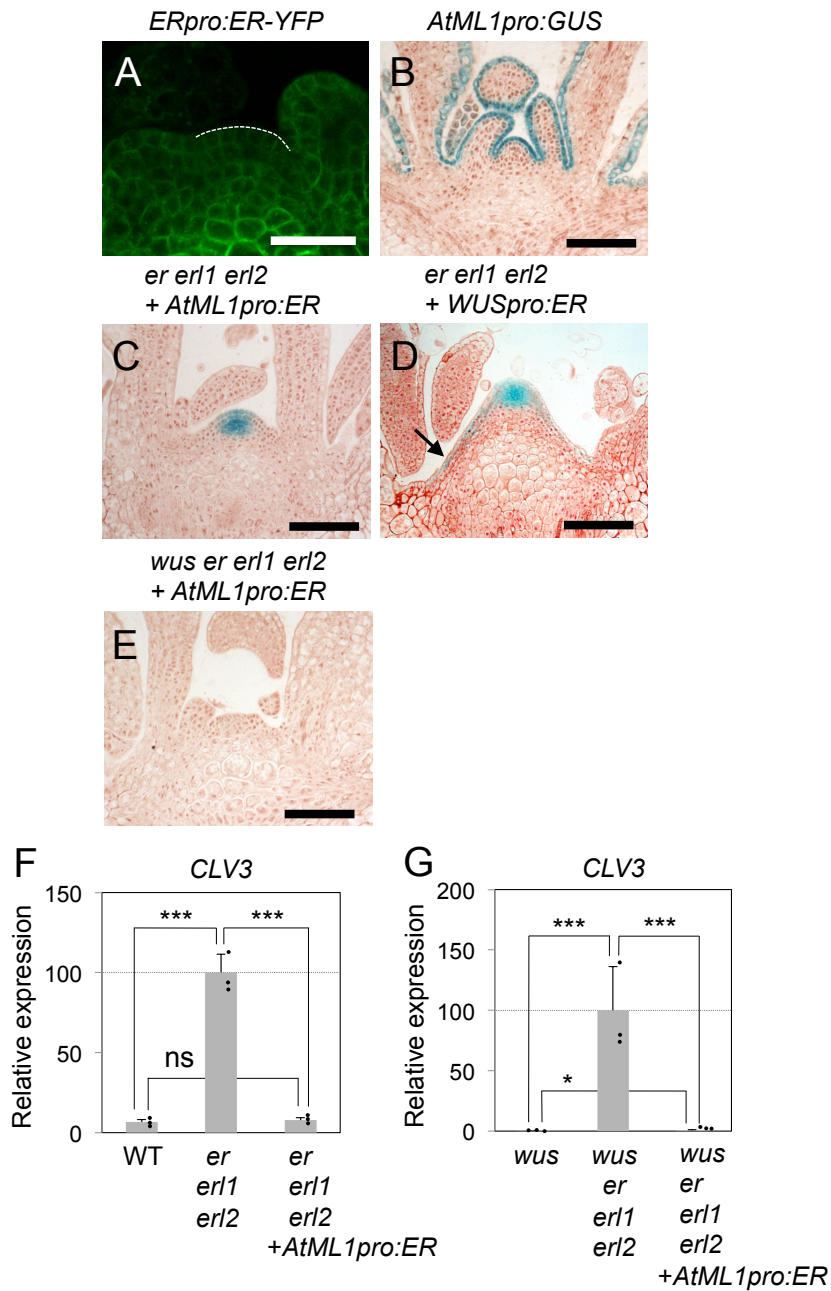 ERpro:ER-YFP
AtML1pro:GUS
A
B
er erl1 erl2
+ AtML1pro:ER
er erl1 erl2
+ WUSpro:ER
C
D
wus er erl1 erl2
+ AtML1pro:ER
E
F
CLV3
Relative expression
150
100
50
0
***
***
ns
WT
er
erl1
erl2
er
erl1
erl2
+AtML1pro:ER
G
CLV3
Relative expression
200
150
100
50
0
***
***
*
wus
wus
er
erl1
erl2
wus
er
erl1
erl2
+AtML1pro:ER